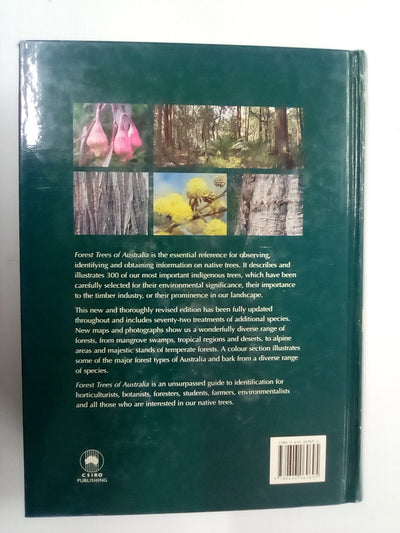 Forest Trees of Australia is the essential reference for observing,
identifying and obtaining information on native trees. It describes and
illustrates 300 of our most important indigenous trees, which have been
carefully selected for their environmental significance, their importance
to the timber industry, or their prominence in our landscape.
This new and thoroughly revised edition has been fully updated
throughout and includes seventy-two treatments of additional species.
New maps and photographs show us a wonderfully diverse range of
forests, from mangrove swamps, tropical regions and deserts, to alpine
areas and majestic stands of temperate forests. A colour section illustrates
some of the major forest types of Australia and bark from a diverse range
of species.
Forest Trees of Australia is an unsurpassed guide to identification for
horticulturists, botanists, foresters, students, farmers, environmentalists
and all those who are interested in our native trees.
CSIRO
PUBLISHING